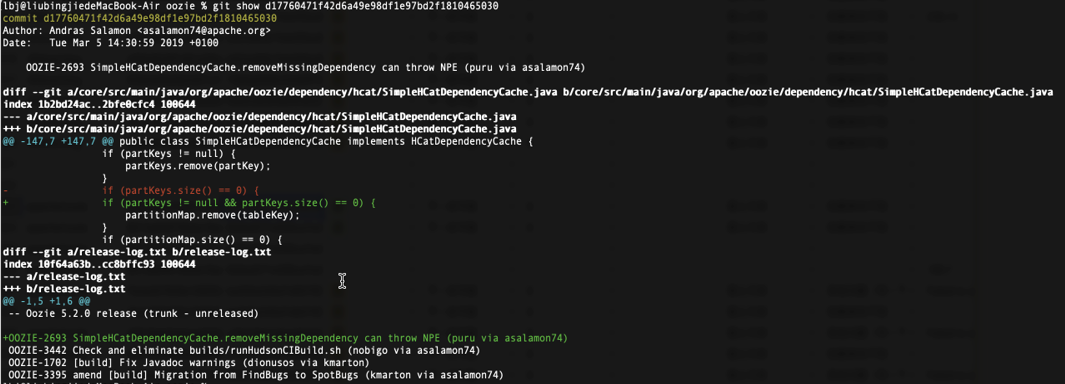 lbj@liubingjiedeMacBook-Air oozie % git show d17760471f42d6a49e98df1e97bd2f1810465030
commit d17760471f42d6a49e98df1e97bd2f1810465030
Author: Andras Salamon <asalamon74@apache.org>
Date:   Tue Mar 5 14:30:59 2019 +0100
    OOZIE-2693 SimpleHCatDependencyCache.removeMissingDependency can throw NPE (puru via asalamon74)
diff --git a/core/src/main/java/org/apache/oozie/dependency/hcat/SimpleHCatDependencyCache.java b/core/src/main/java/org/apache/oozie/dependency/hcat/SimpleHCatDependencyCache.java
index 1b2bd24ac..2bfe0cfc4 100644
--- a/core/src/main/java/org/apache/oozie/dependency/hcat/SimpleHCatDependencyCache.java
+++ b/core/src/main/java/org/apache/oozie/dependency/hcat/SimpleHCatDependencyCache.java
@@ -147,7 +147,7 @@ public class SimpleHCatDependencyCache implements HCatDependencyCache {
                 if (partKeys != null) {
                     partKeys.remove(partKey);
                 }
-                if (partKeys.size() == 0) {
+                if (partKeys != null && partKeys.size() == 0) {
                     partitionMap.remove(tableKey);
                 }
                 if (partitionMap.size() == 0) {
diff --git a/release-log.txt b/release-log.txt
index 10f64a63b..cc8bffc93 100644
--- a/release-log.txt
+++ b/release-log.txt
@@ -1,5 +1,6 @@
 -- Oozie 5.2.0 release (trunk - unreleased)
+OOZIE-2693 SimpleHCatDependencyCache.removeMissingDependency can throw NPE (puru via asalamon74)
 OOZIE-3442 Check and eliminate builds/runHudsonCIBuild.sh (nobigo via asalamon74)
 OOZIE-1702 [build] Fix Javadoc warnings (dionusos via kmarton)
 OOZIE-3395 amend [build] Migration from FindBugs to SpotBugs (kmarton via asalamon74)